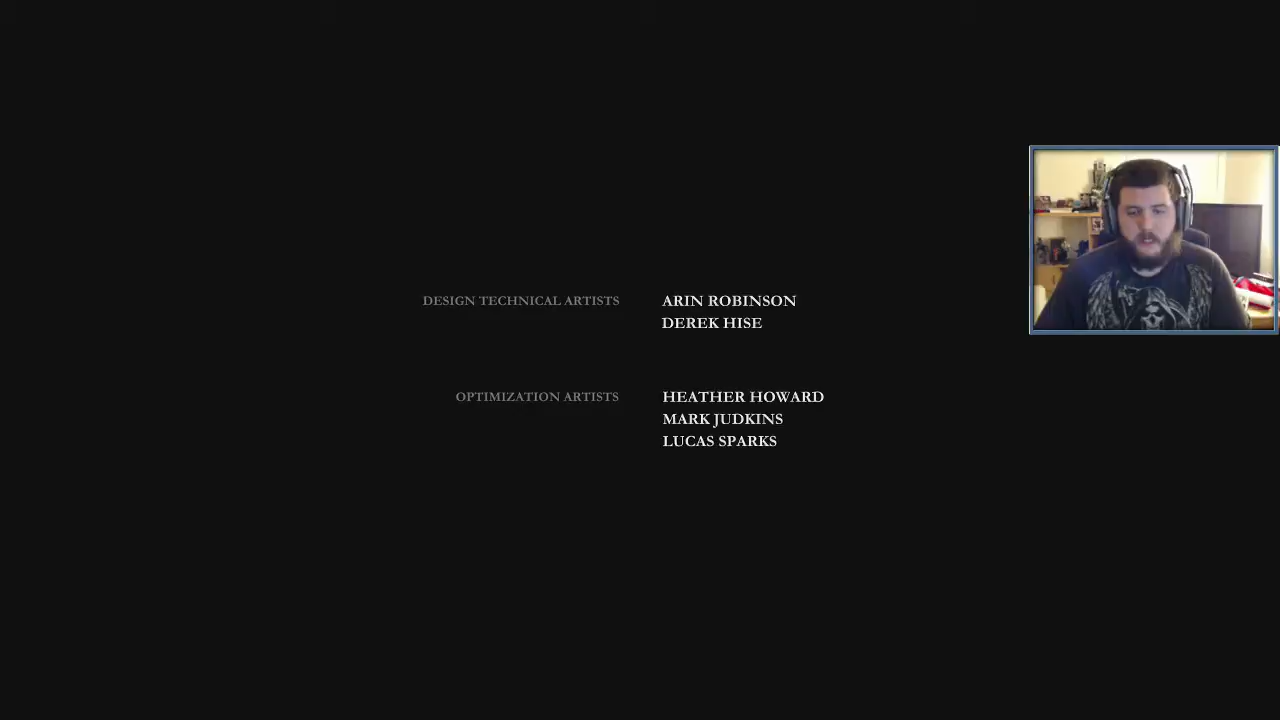 DESIGN TECHNICAL ARTISTS ARIN ROBINSON
DEREK HISE
OPTIMIZATION ARTISTS HEATHER HOWARD
MARK JUDKINS
LUCAS SPARKS